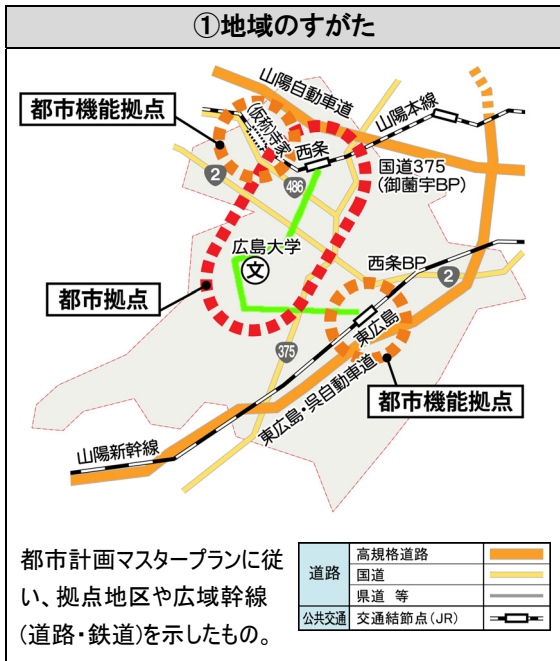 ①地域のすがた
山陽自動車道
山陽本線
都市機能拠点
(仮称)寺家
西条
国道375
(御薗宇BP)
2
486
広島大学
文
西条BP
2
都市拠点
東広島
375
都市機能拠点
東広島・呉自動車道
山陽新幹線
都市計画マスタープランに従
い、拠点地区や広域幹線
(道路・鉄道)を示したもの。
道路
高規格道路
国道
県道 等
公共交通
交通結節点(JR)